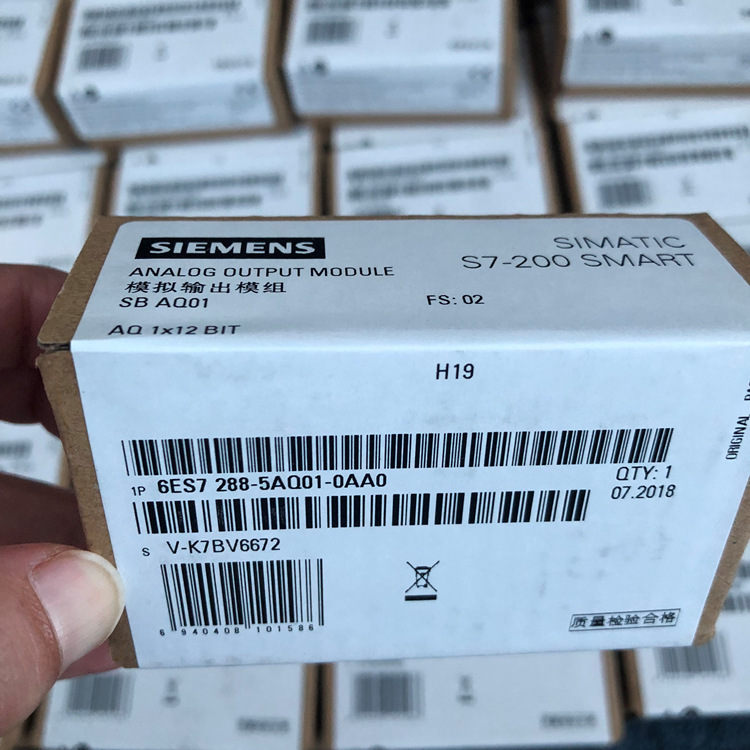 SIEMENS
SIMATIC
S7-200 SMART
ANALOG OUTPUT MODULE
模拟输出模组
SB AQ01
FS: 02
AQ 1x12 BIT
H19
1P 6ES7 288-5AQ01-0AA0
QTY: 1
07.2018
S V-K7BV6672
6 940408 101586
质量检验合格
ORIGINAL